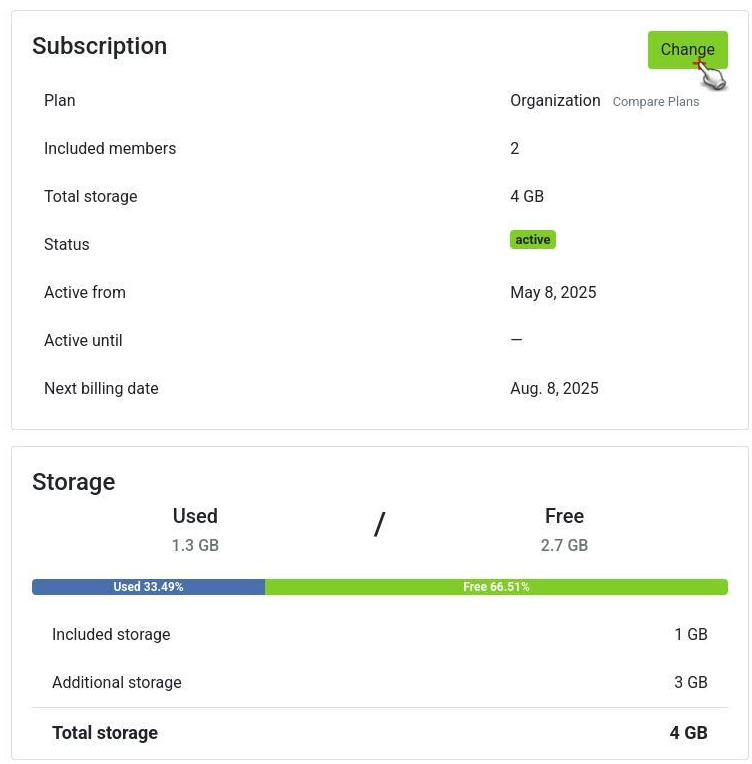 Subscription
Change
Plan Organization Compare Plans
Included members 2
Total storage 4 GB
Status active
Active from May 8, 2025
Active until —
Next billing date Aug. 8, 2025
Storage
Used / Free
1.3 GB 2.7 GB
Used 33.49% Free 66.51%
Included storage 1 GB
Additional storage 3 GB
Total storage 4 GB